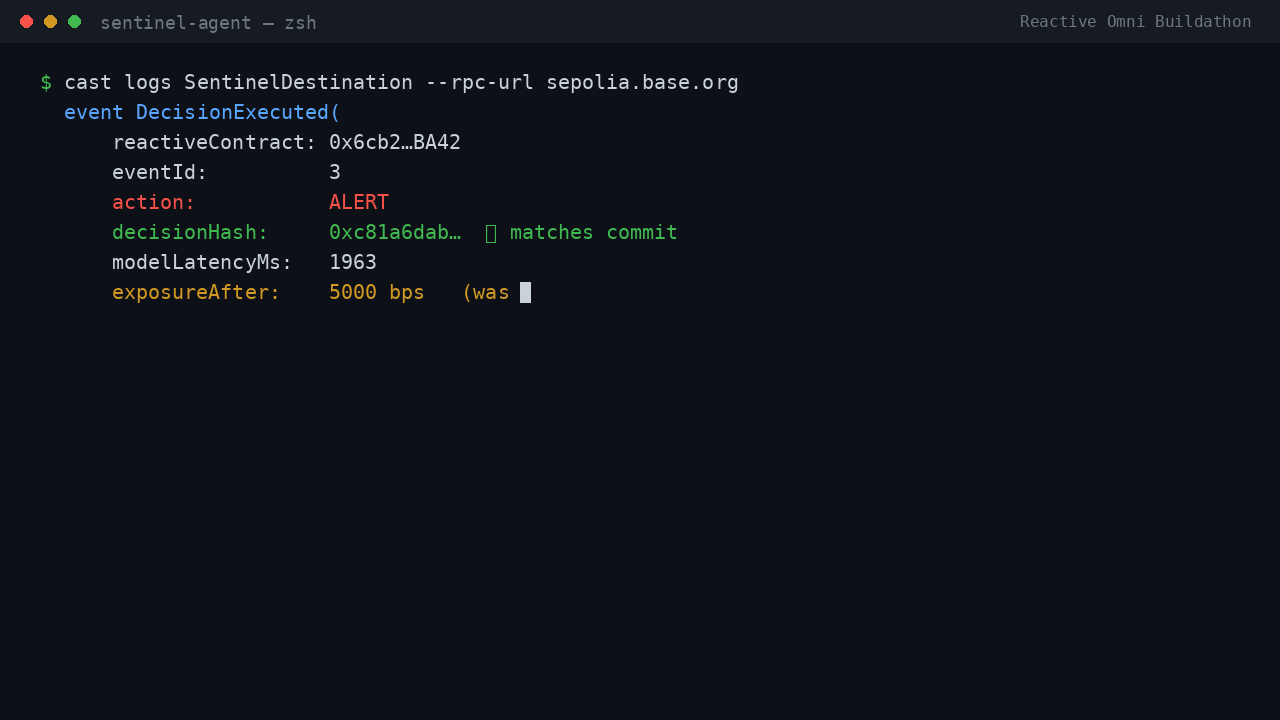 sentinel-agent — zsh
Reactive Omni Buildathon
$ cast logs SentinelDestination --rpc-url sepolia.base.org
event DecisionExecuted(
reactiveContract: 0x6cb2…BA42
eventId: 3
action: ALERT
decisionHash: 0xc81a6dab… ▯ matches commit
modelLatencyMs: 1963
exposureAfter: 5000 bps (was